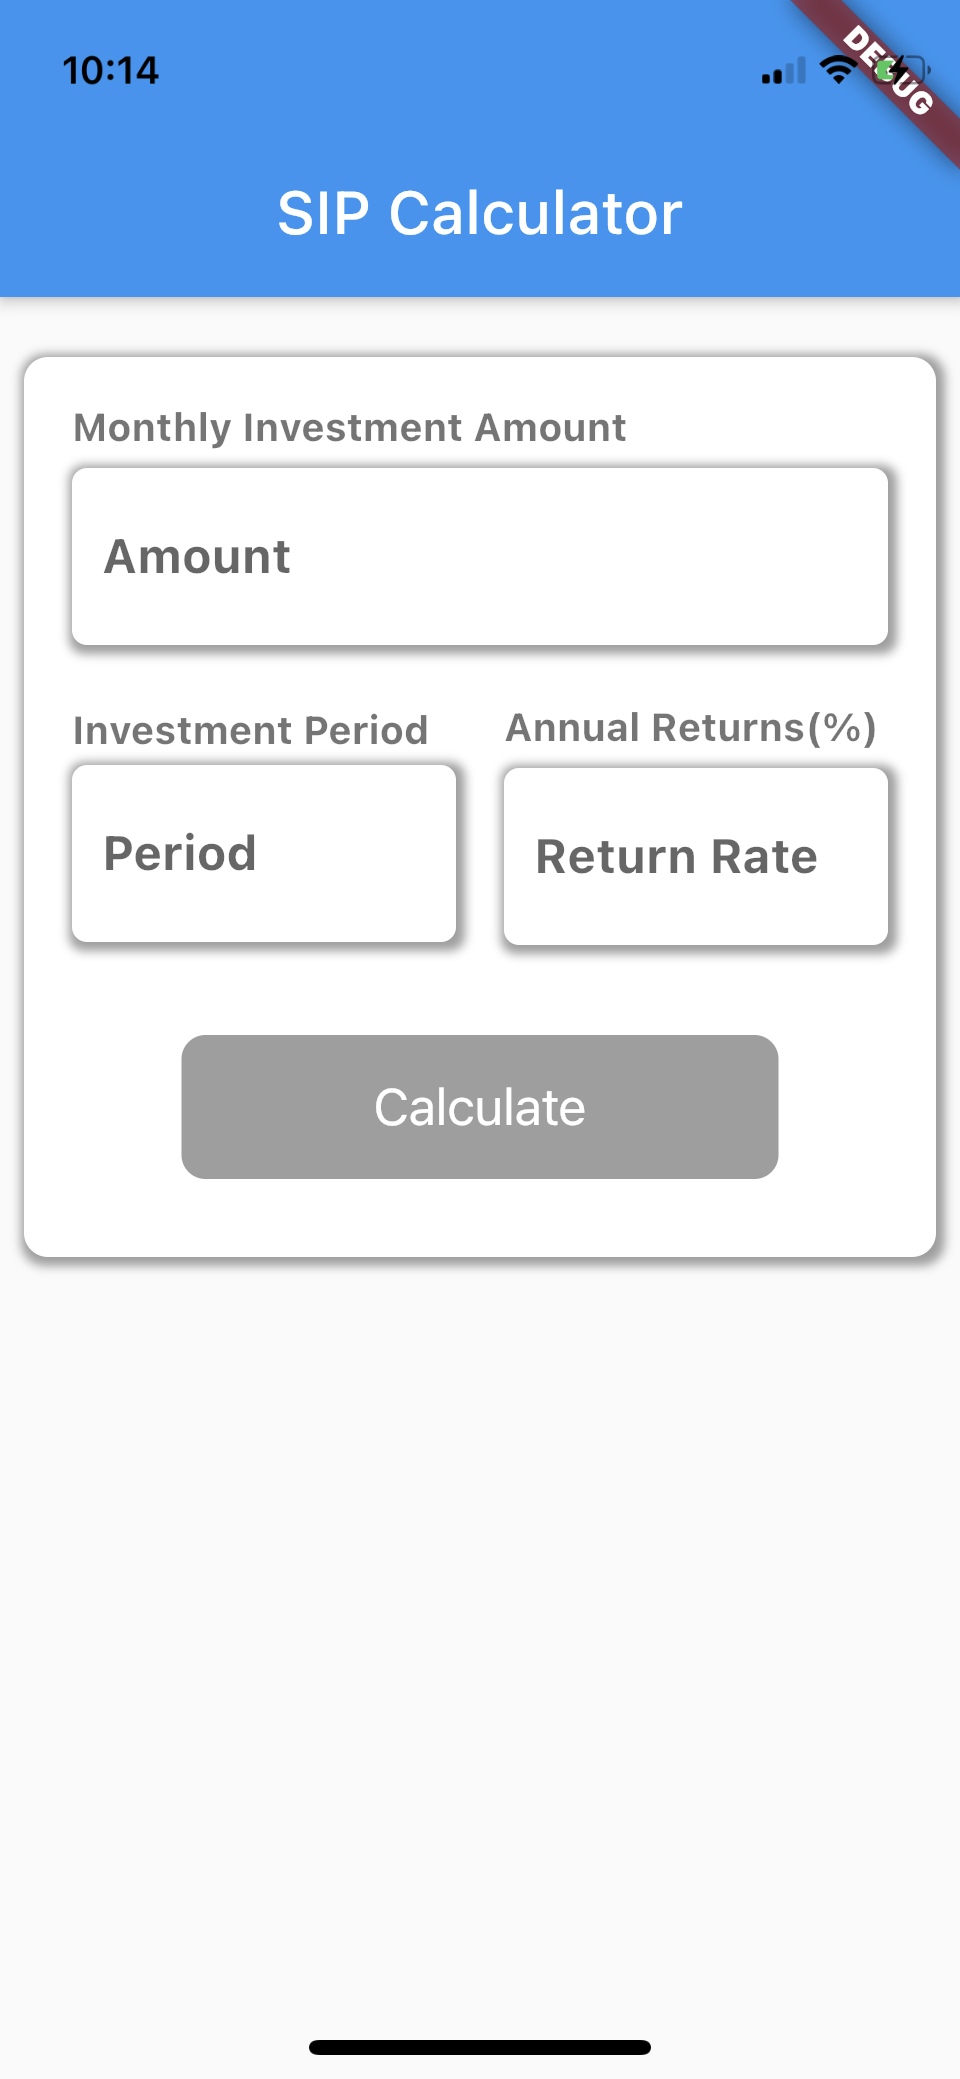 10:14
DEBUG
SIP Calculator
Monthly Investment Amount
Amount
Investment Period
Annual Returns(%)
Period
Return Rate
Calculate